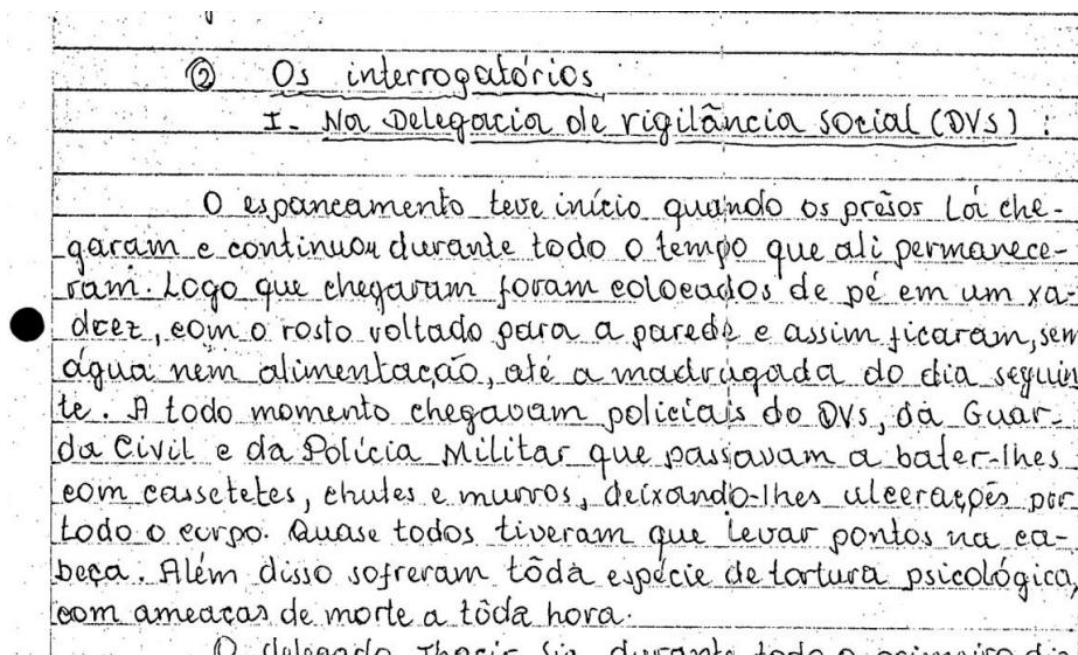 ② Os interrogatórios
I - Na Delegacia de vigilância social (DVS) :
O espancamento teve início quando os prêsos lá che-
garam e continuou durante todo o tempo que ali permanece-
ram. Logo que chegaram foram colocados de pé em um xa-
drez, com o rosto voltado para a parede e assim ficaram, sem
água nem alimentação, até a madrugada do dia seguin
te. A todo momento chegavam policiais do DVS, da Guar-
da Civil e da Polícia Militar que passavam a bater-lhes
com cassetetes, chutes e murros, deixando-lhes ulcerações por
todo o corpo. Quase todos tiveram que levar pontos na ca-
beça. Além disso sofreram tôda espécie de tortura psicológica,
com ameaças de morte a tôda hora.
O delegado durante todo o primeiro